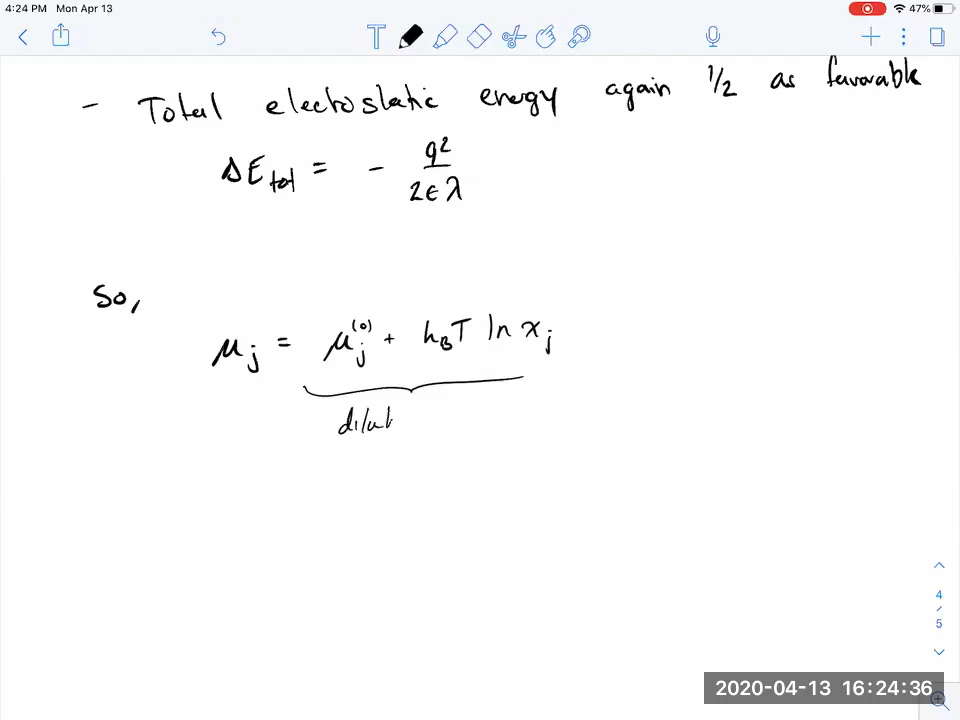 4:24 PM Mon Apr 13
47%
- Total electostatic energy again 1/2 as favorable
ΔE_tot = - q²/2ϵλ
So,
μ_j = μ_j^(0) + k_B T ln x_j
dilut
4
/
5
2020-04-13 16:24:36